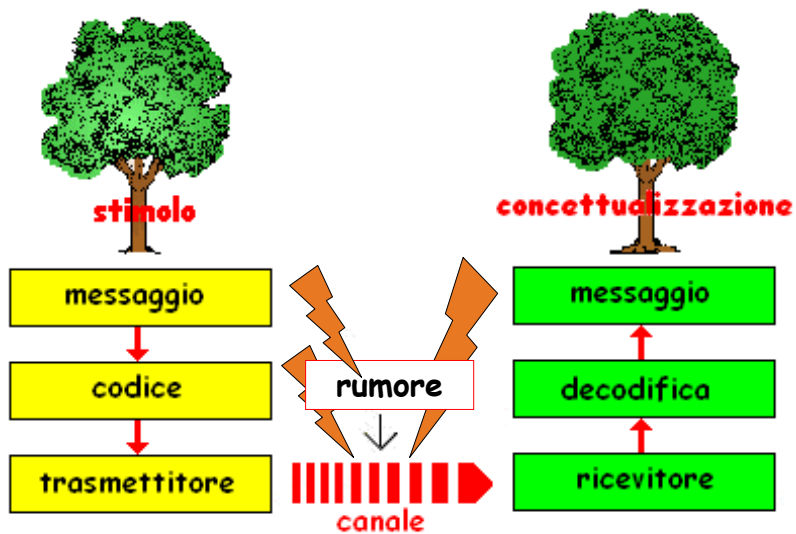 stimolo
concettualizzazione
messaggio
messaggio
codice
rumore
decodifica
trasmettitore
ricevitore
canale